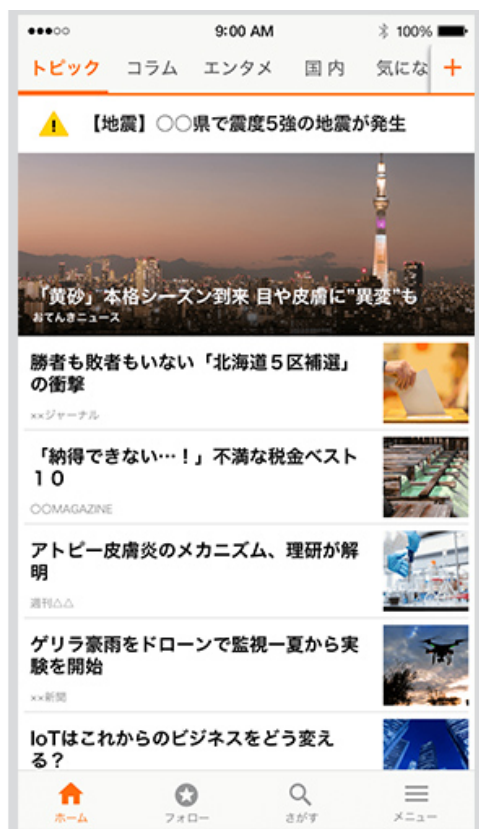 9:00 AM
100%
トピック コラム エンタメ 国内 気にな +
【地震】○○県で震度5強の地震が発生
「黄砂」本格シーズン到来 目や皮膚に"異変"も
おてんきニュース
勝者も敗者もいない「北海道5区補選」
の衝撃
××ジャーナル
「納得できない…！」不満な税金ベスト
10
○○MAGAZINE
アトピー皮膚炎のメカニズム、理研が解
明
週刊△△
ゲリラ豪雨をドローンで監視ー夏から実
験を開始
××新聞
IoTはこれからのビジネスをどう変え
る？
ホーム フォロー さがす メニュー